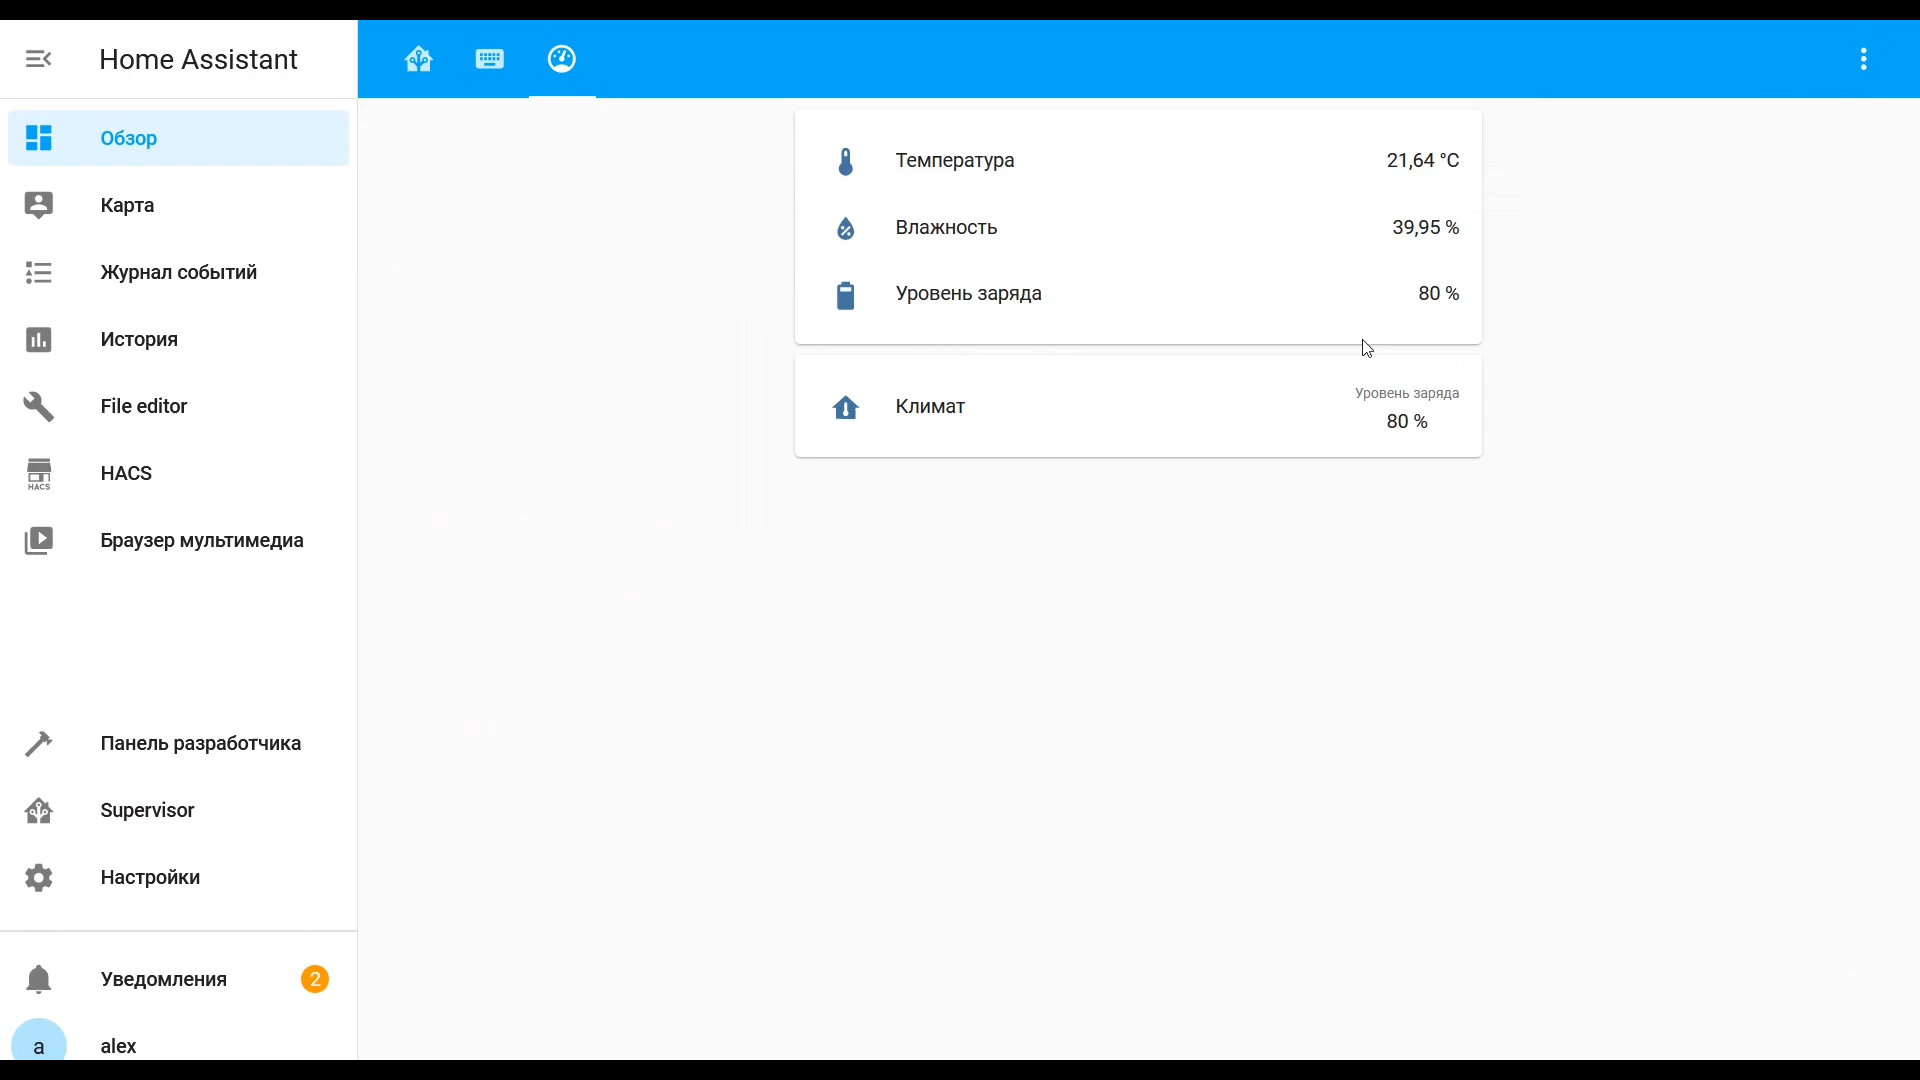 Home Assistant
Обзор
Карта
Журнал событий
История
File editor
HACS
HACS
Браузер мультимедиа
Панель разработчика
Supervisor
Настройки
Уведомления 2
a alex
Температура 21,64 °C
Влажность 39,95 %
Уровень заряда 80 %
Климат
Уровень заряда
80 %